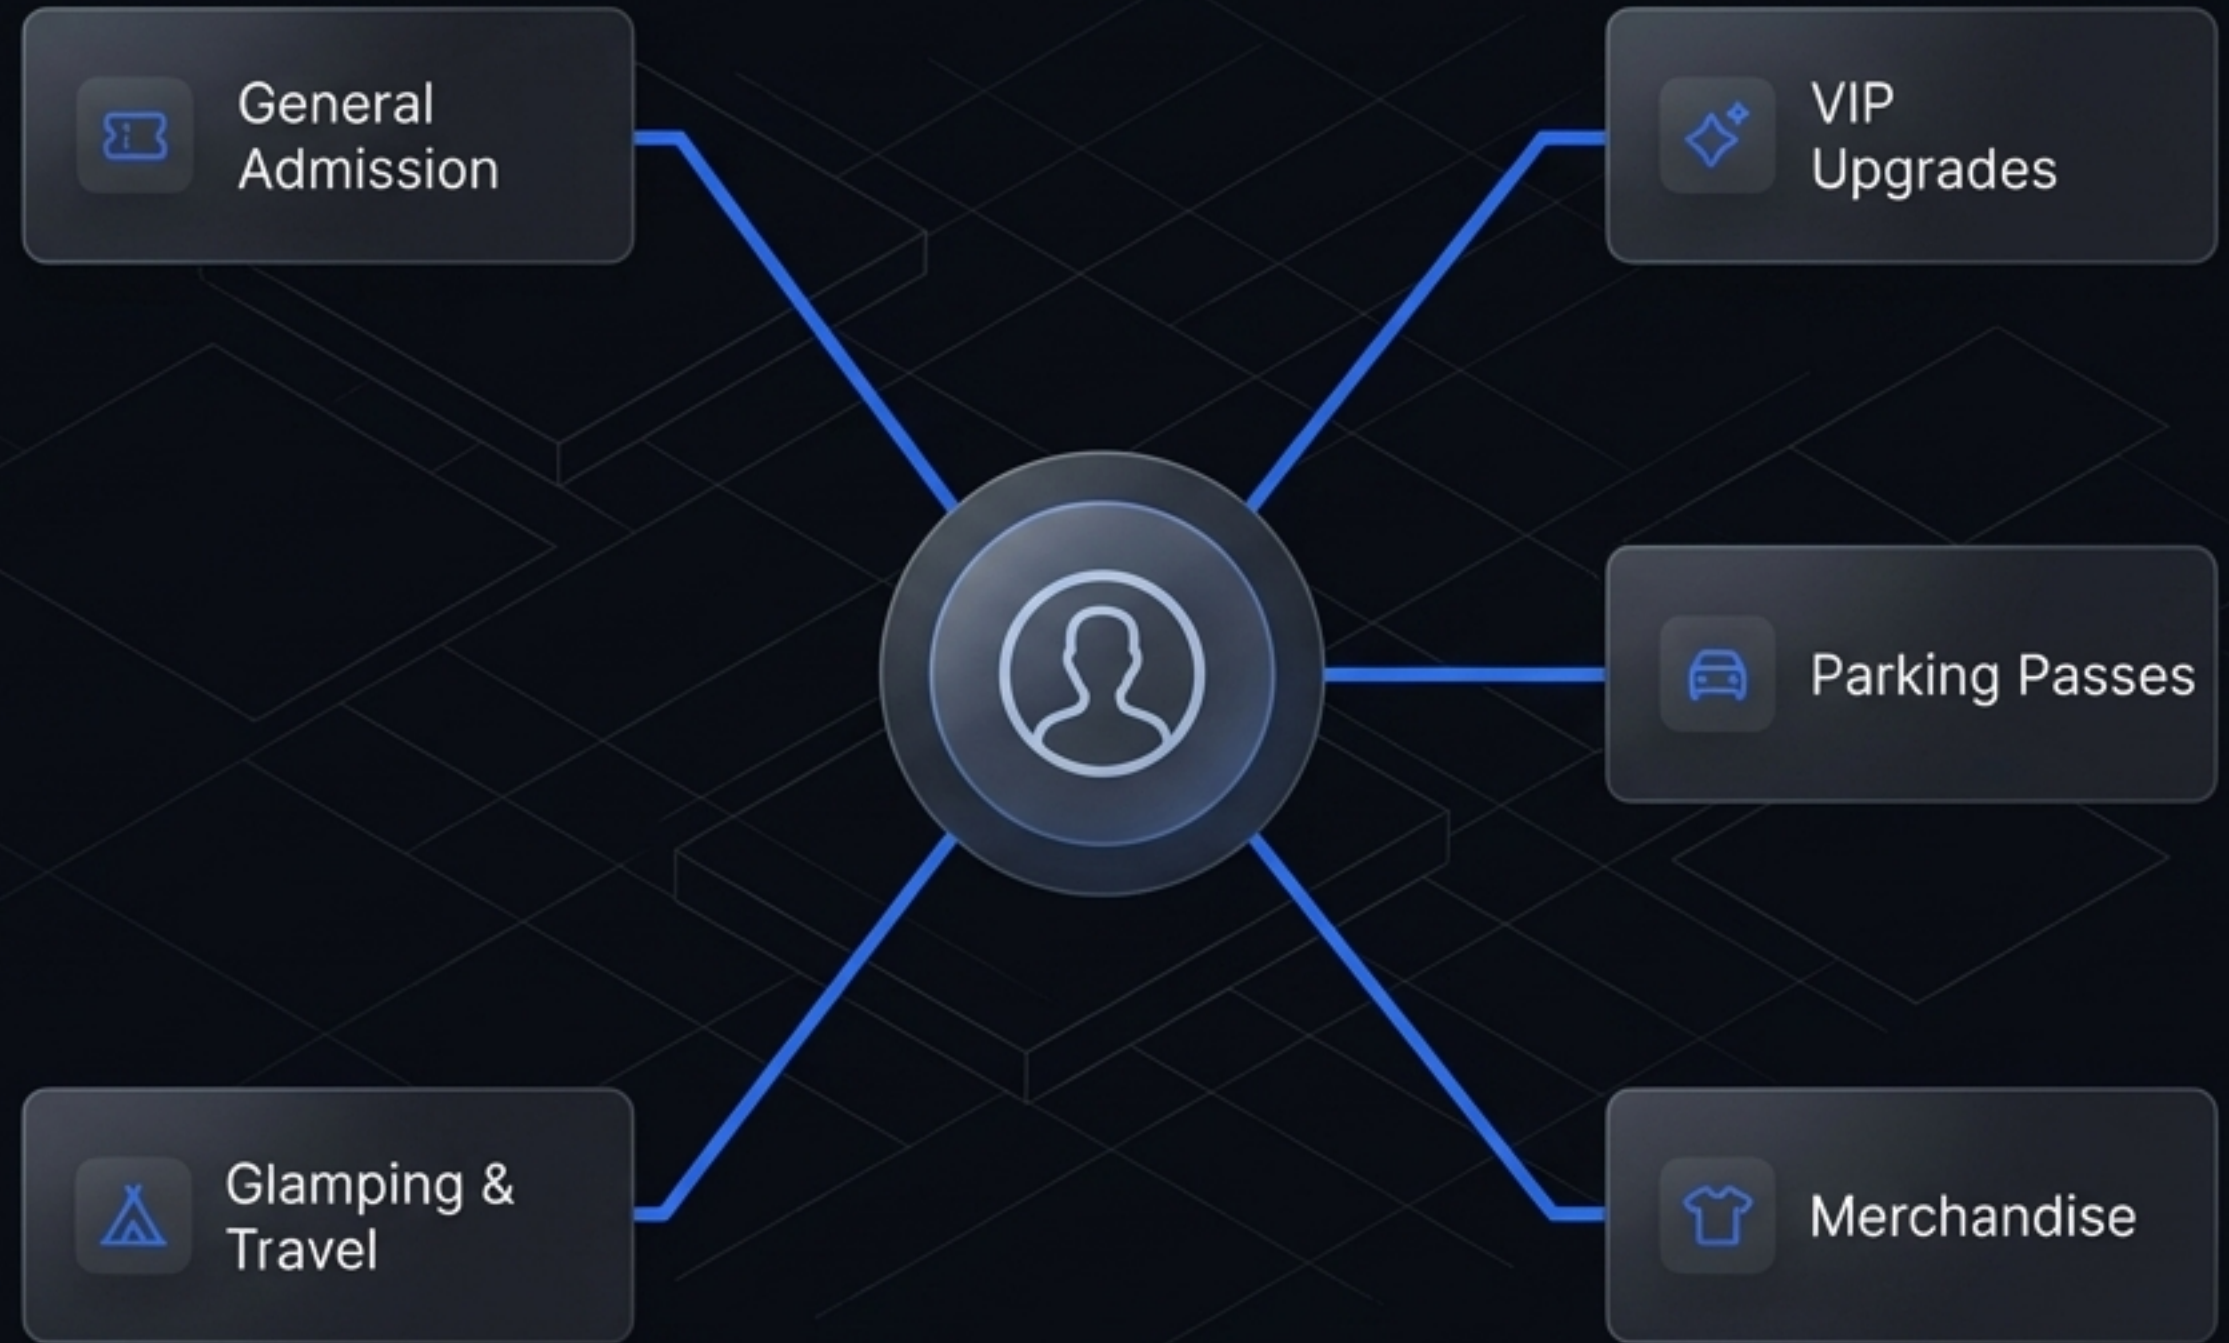 General
Admission
VIP
Upgrades
Parking Passes
Glamping &
Travel
Merchandise